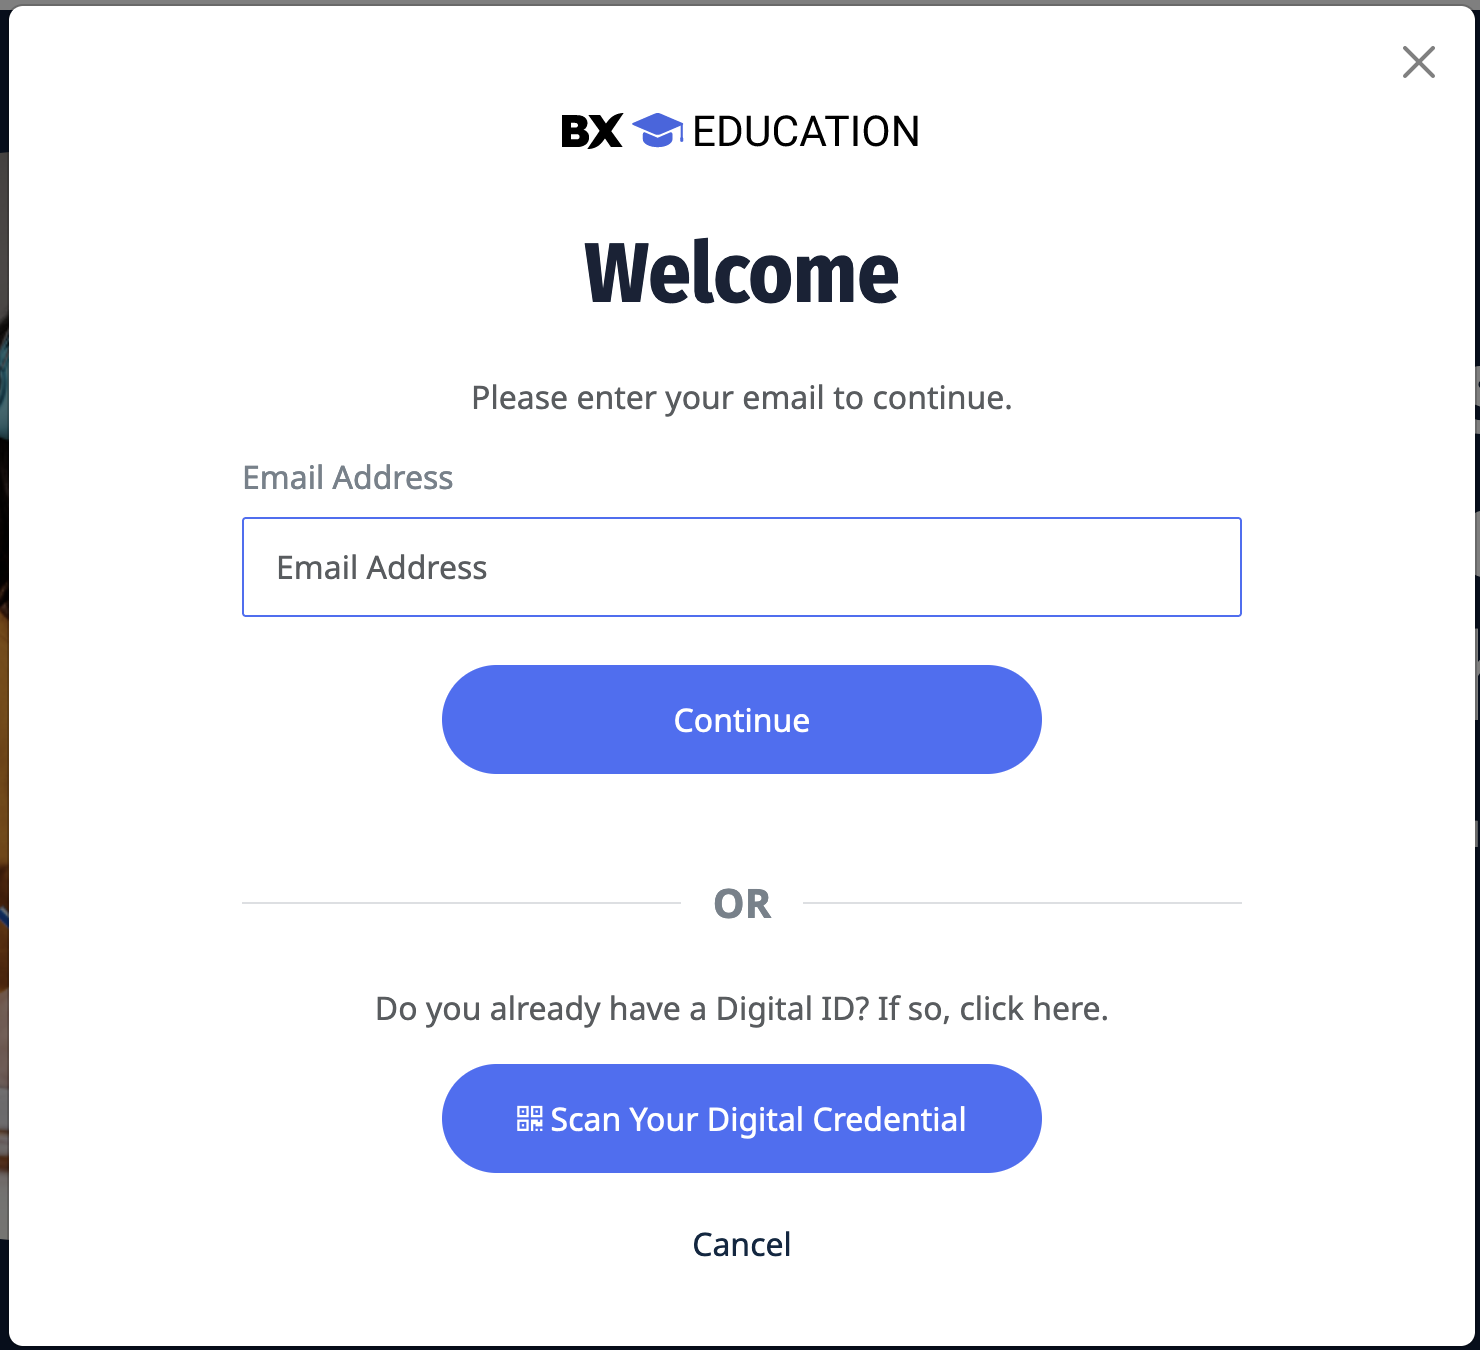 BX EDUCATION
Welcome
Please enter your email to continue.
Email Address
Email Address
Continue
OR
Do you already have a Digital ID? If so, click here.
Scan Your Digital Credential
Cancel